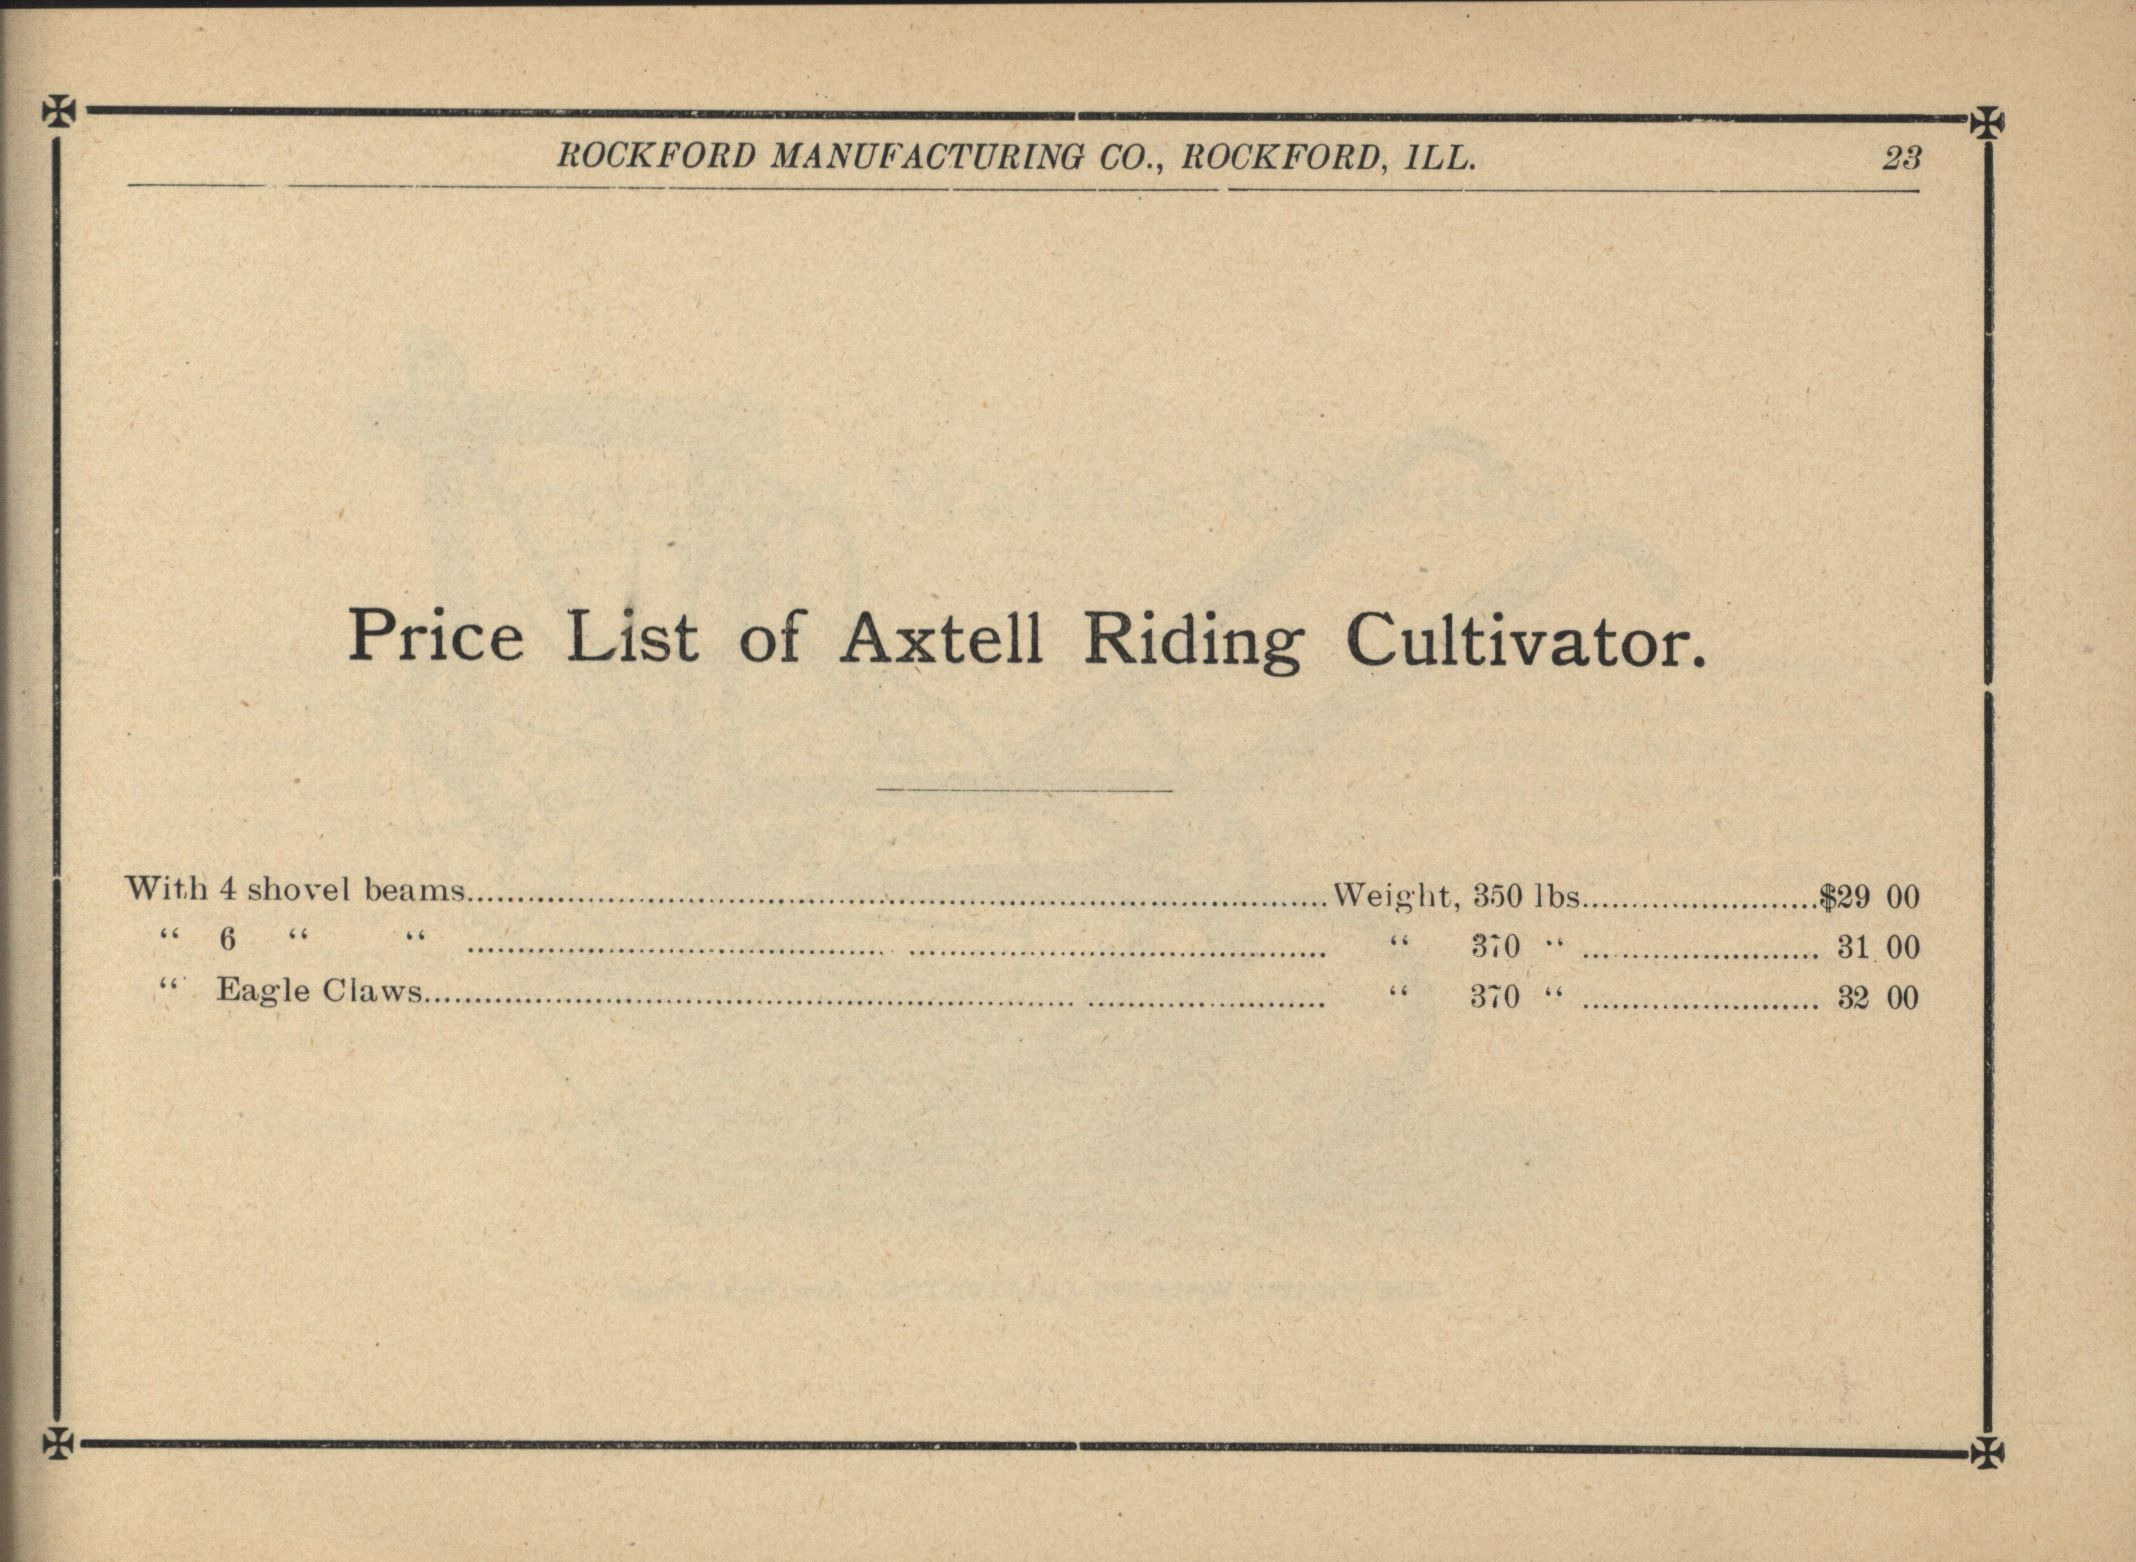 ROCKFORD MANUFACTURING CO., ROCKFORD, ILL. 23
Price List of Axtell Riding Cultivator.
With 4 shovel beams..........Weight, 350 lbs..........$29 00
“ 6 “ “ .......... “ 370 “ .......... 31 00
“ Eagle Claws.......... “ 370 “ .......... 32 00